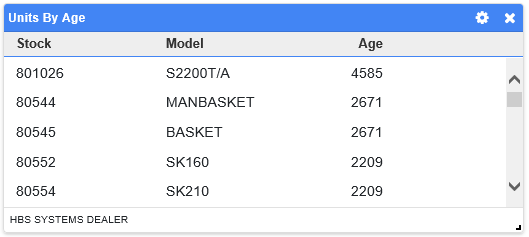 Units By Age
Stock Model Age
801026 S2200T/A 4585
80544 MANBASKET 2671
80545 BASKET 2671
80552 SK160 2209
80554 SK210 2209
HBS SYSTEMS DEALER